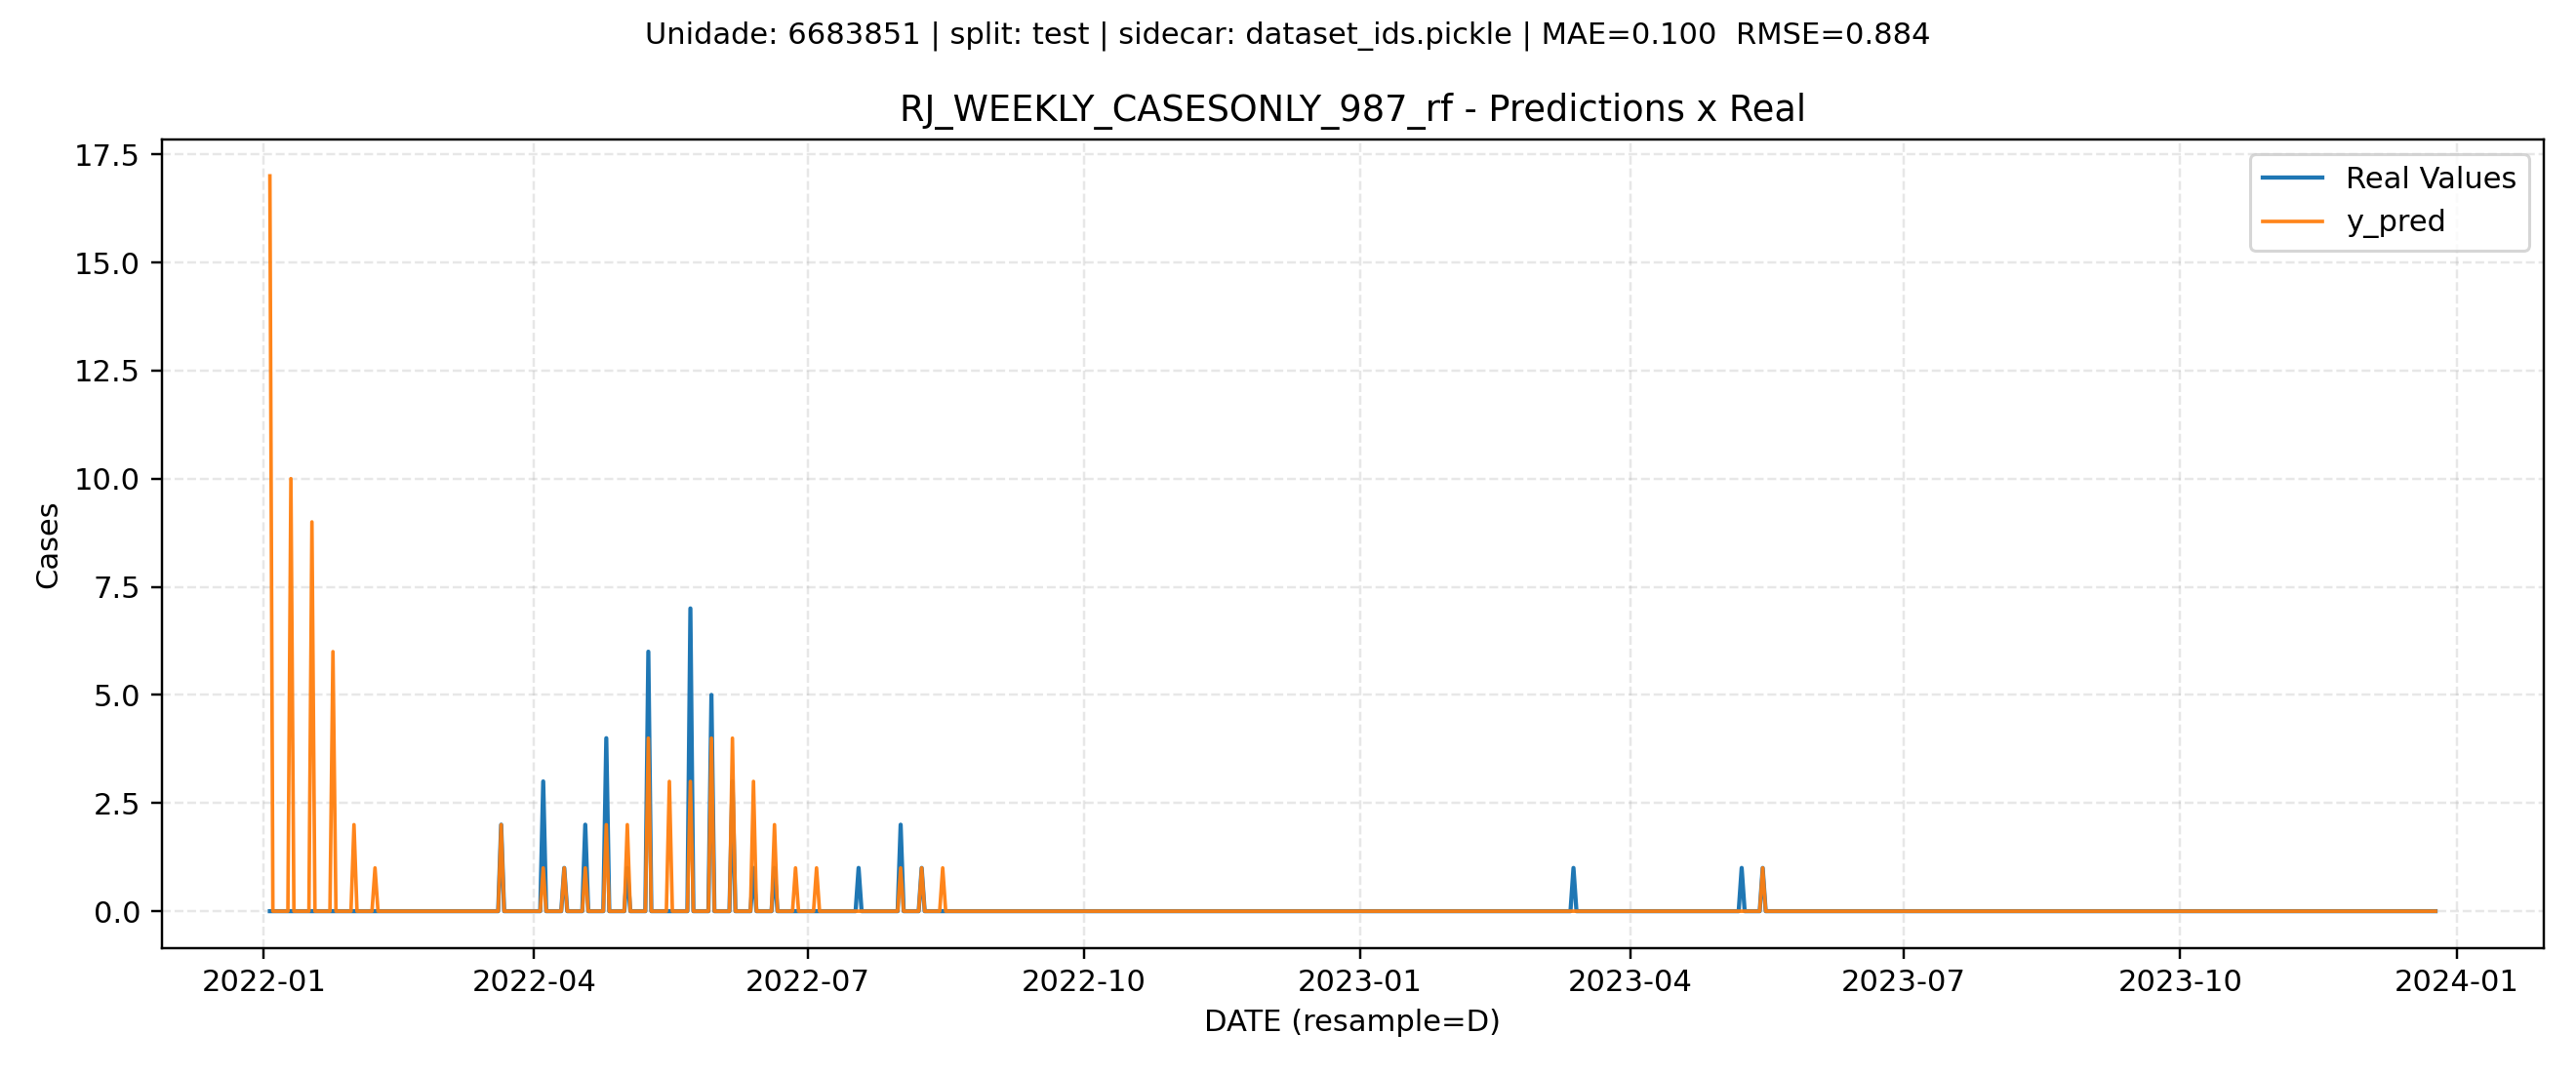 Unidade: 6683851 | split: test | sidecar: dataset_ids.pickle | MAE=0.100  RMSE=0.884
RJ_WEEKLY_CASESONLY_987_rf - Predictions x Real
17.5
15.0
12.5
10.0
7.5
5.0
2.5
0.0
Cases
Real Values
y_pred
2022-01 2022-04 2022-07 2022-10 2023-01 2023-04 2023-07 2023-10 2024-01
DATE (resample=D)